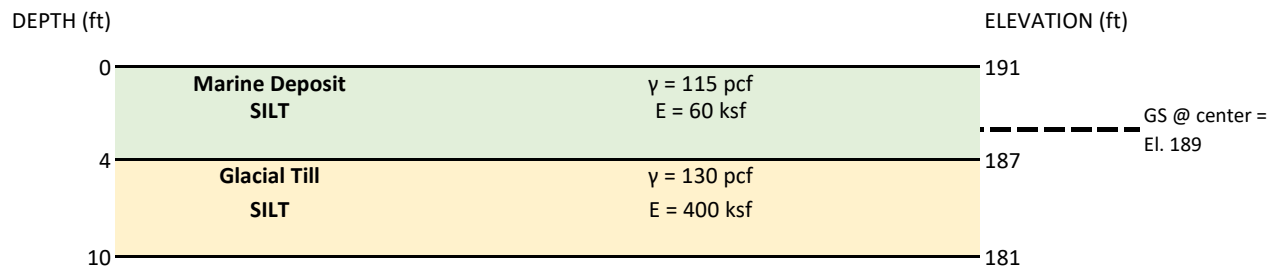 DEPTH (ft) ELEVATION (ft)
0 191
Marine Deposit γ = 115 pcf
SILT E = 60 ksf
GS @ center =
El. 189
4 187
Glacial Till γ = 130 pcf
SILT E = 400 ksf
10 181